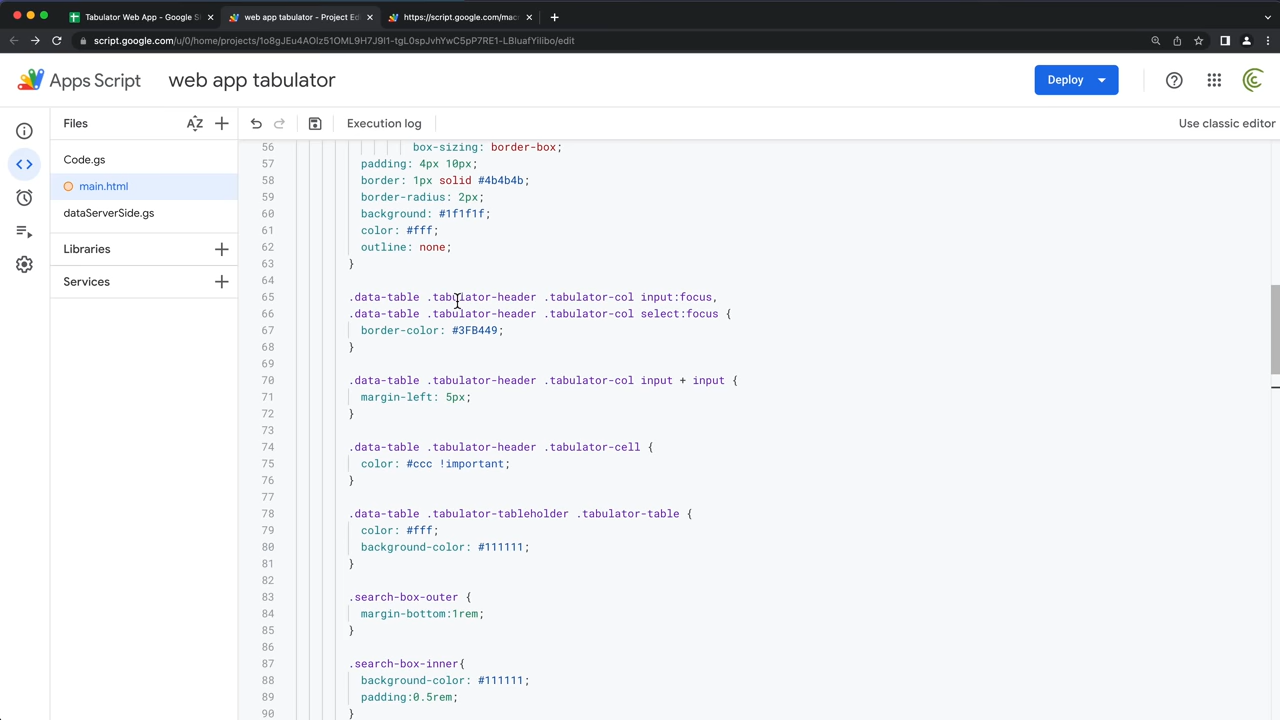 Tabulator Web App - Google S
web app tabulator - Project Ed
https://script.google.com/mac
script.google.com/u/0/home/projects/1o8gJEu4AOlz51OML9H7J9I1-tgL0spJvhYwC5pP7RE1-LBluafYilibo/edit
Apps Script
web app tabulator
Deploy
Files
AZ
Execution log
Use classic editor
Code.gs
main.html
dataServerSide.gs
Libraries
Services
56 box-sizing: border-box;
57 padding: 4px 10px;
58 border: 1px solid #4b4b4b;
59 border-radius: 2px;
60 background: #1f1f1f;
61 color: #fff;
62 outline: none;
63 }
64
65 .data-table .tabulator-header .tabulator-col input:focus,
66 .data-table .tabulator-header .tabulator-col select:focus {
67 border-color: #3FB449;
68 }
69
70 .data-table .tabulator-header .tabulator-col input + input {
71 margin-left: 5px;
72 }
73
74 .data-table .tabulator-header .tabulator-cell {
75 color: #ccc !important;
76 }
77
78 .data-table .tabulator-tableholder .tabulator-table {
79 color: #fff;
80 background-color: #111111;
81 }
82
83 .search-box-outer {
84 margin-bottom:1rem;
85 }
86
87 .search-box-inner{
88 background-color: #111111;
89 padding:0.5rem;
90 }